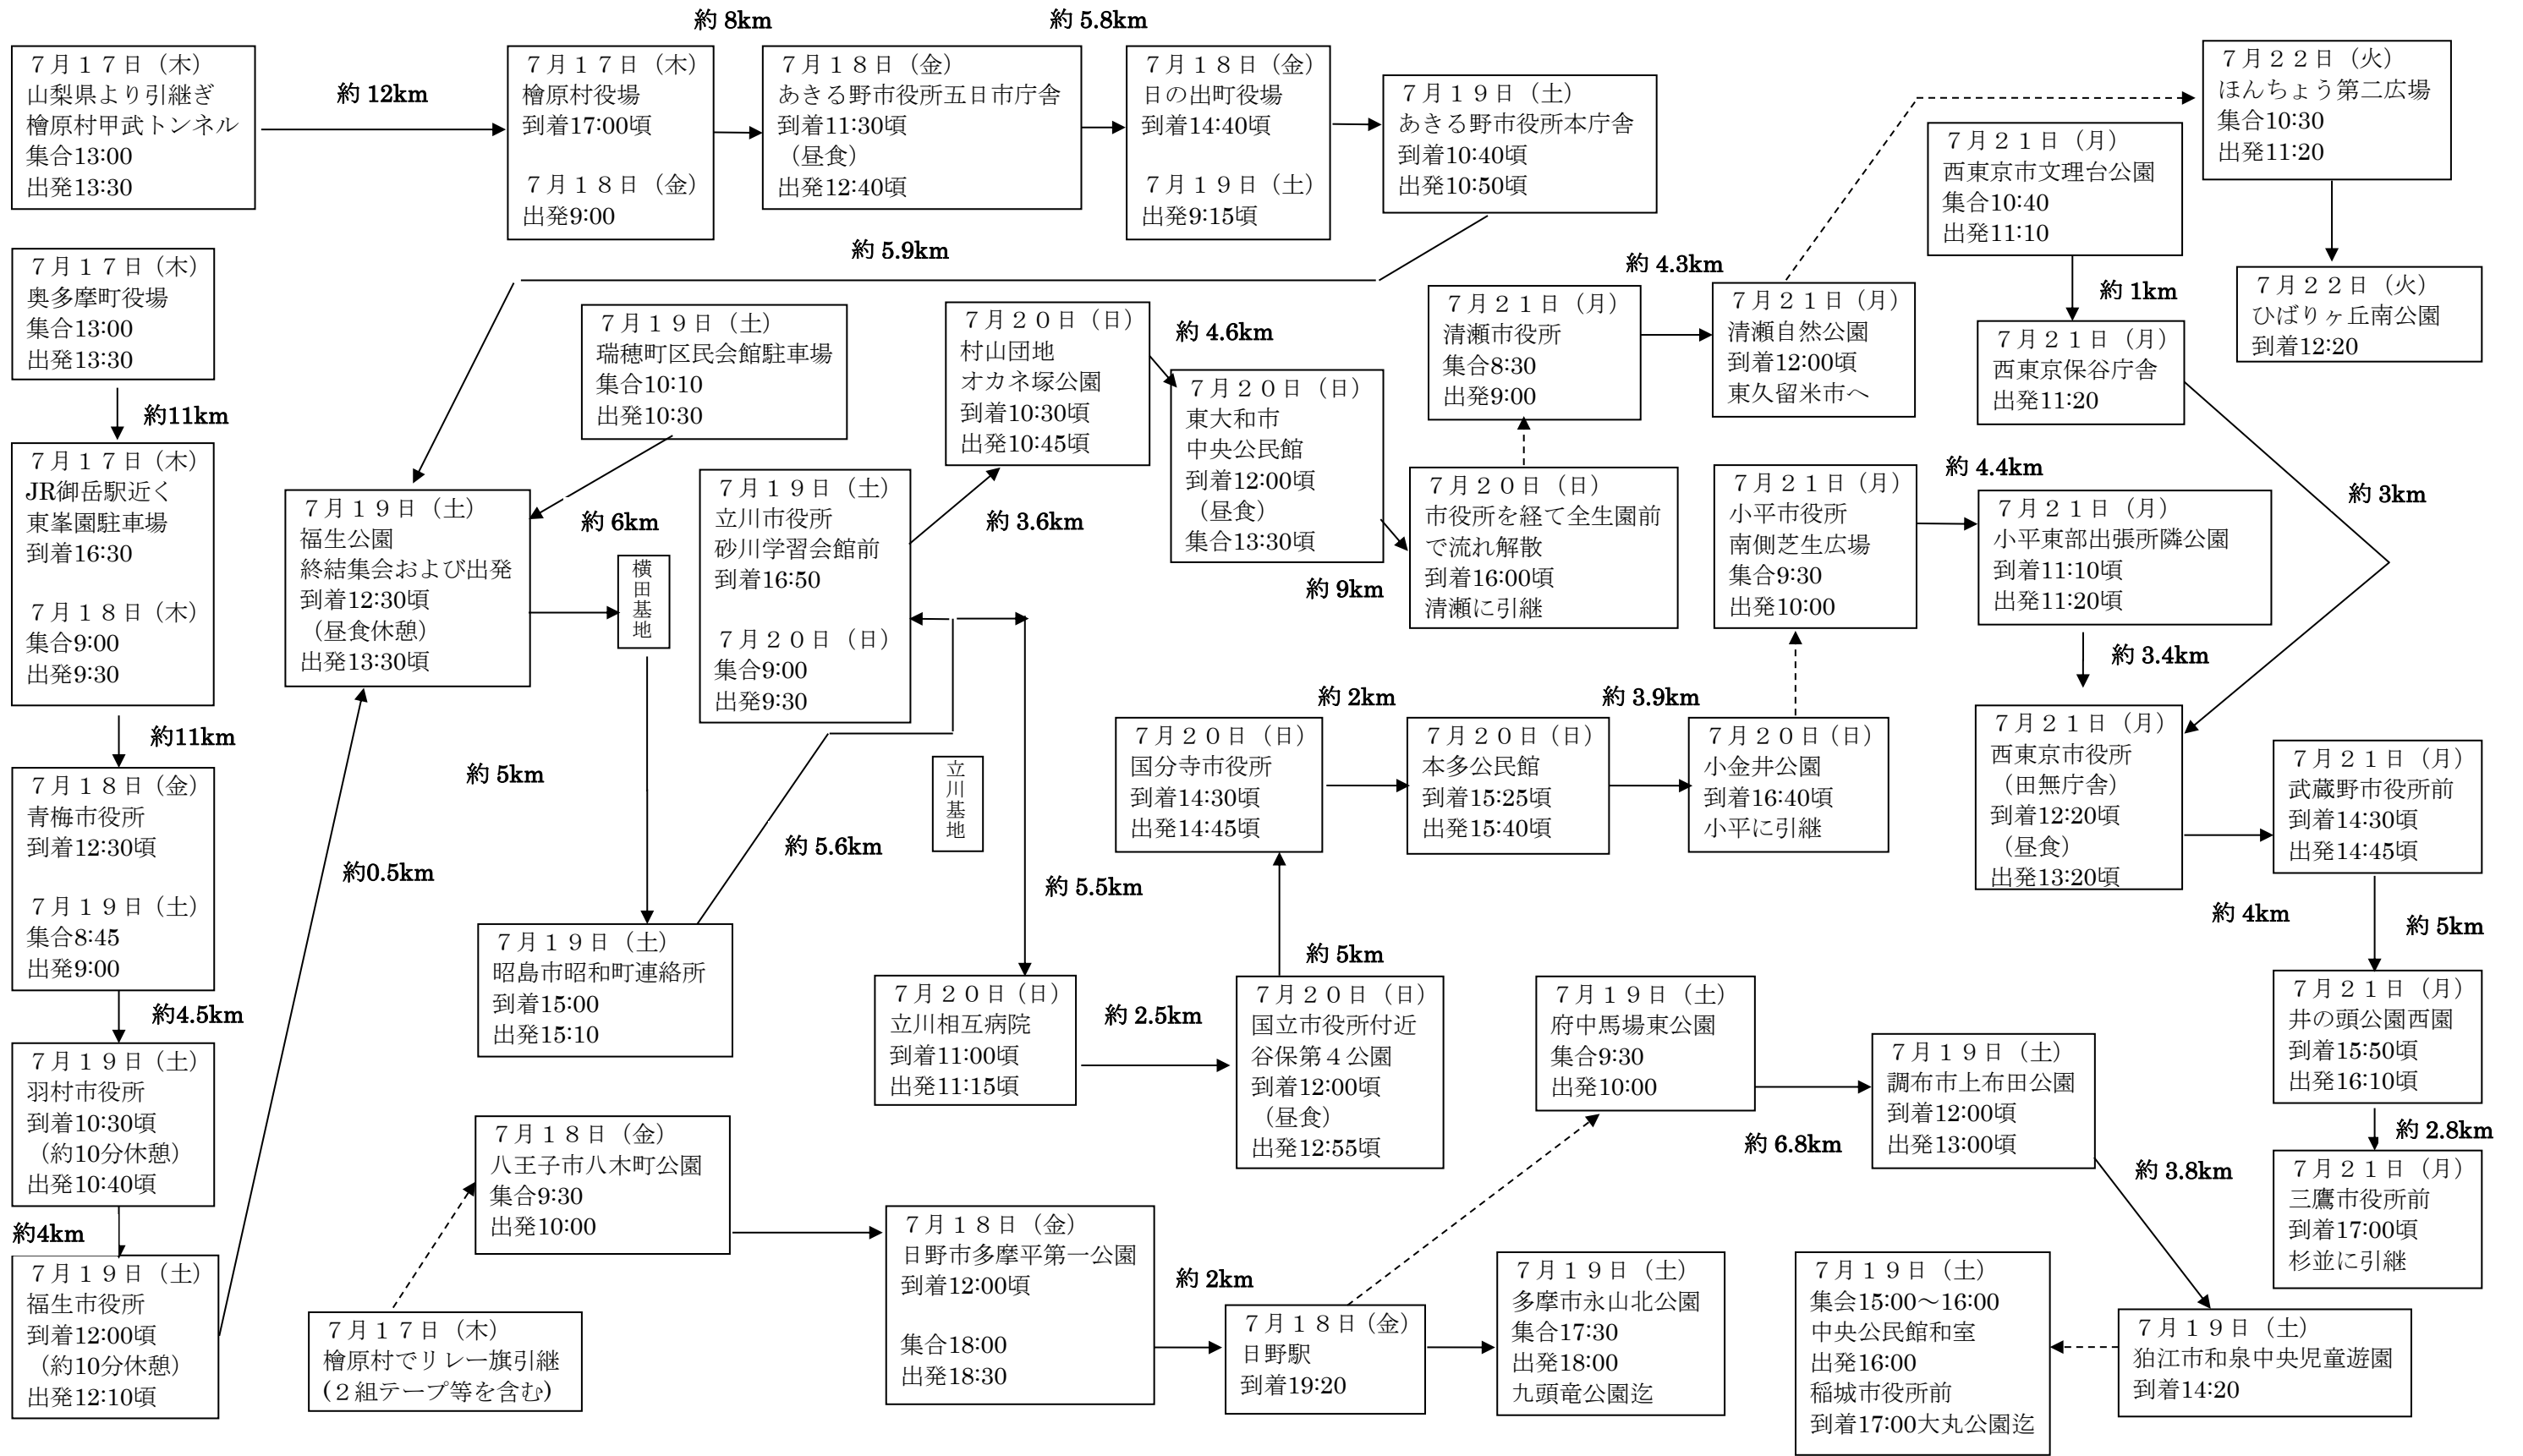 約 8km
約 5.8km
７月１７日（木）
山梨県より引継ぎ
檜原村甲武トンネル
集合13:00
出発13:30
約 12km
７月１７日（木）
檜原村役場
到着17:00頃
７月１８日（金）
出発9:00
７月１８日（金）
あきる野市役所五日市庁舎
到着11:30頃
（昼食）
出発12:40頃
７月１８日（金）
日の出町役場
到着14:40頃
７月１９日（土）
出発9:15頃
７月１９日（土）
あきる野市役所本庁舎
到着10:40頃
出発10:50頃
７月２２日（火）
ほんちょう第二広場
集合10:30
出発11:20
７月２１日（月）
西東京市文理台公園
集合10:40
出発11:10
約 5.9km
７月１７日（木）
奥多摩町役場
集合13:00
出発13:30
約11km
７月１９日（土）
瑞穂町区民会館駐車場
集合10:10
出発10:30
７月２０日（日）
村山団地
オカネ塚公園
到着10:30頃
出発10:45頃
約 4.6km
約 4.3km
７月２１日（月）
清瀬市役所
集合8:30
出発9:00
７月２１日（月）
清瀬自然公園
到着12:00頃
東久留米市へ
約 1km
７月２１日（月）
西東京保谷庁舎
出発11:20
７月２２日（火）
ひばりヶ丘南公園
到着12:20
７月１７日（木）
JR御岳駅近く
東峯園駐車場
到着16:30
７月１８日（木）
集合9:00
出発9:30
約11km
７月１９日（土）
福生公園
終結集会および出発
到着12:30頃
（昼食休憩）
出発13:30頃
約 6km
横田基地
７月１９日（土）
立川市役所
砂川学習会館前
到着16:50
７月２０日（日）
集合9:00
出発9:30
約 3.6km
７月２０日（日）
東大和市
中央公民館
到着12:00頃
（昼食）
集合13:30頃
約 9km
７月２０日（日）
市役所を経て全生園前
で流れ解散
到着16:00頃
清瀬に引継
７月２１日（月）
小平市役所
南側芝生広場
集合9:30
出発10:00
約 4.4km
７月２１日（月）
小平東部出張所隣公園
到着11:10頃
出発11:20頃
約 3km
約 3.4km
７月１８日（金）
青梅市役所
到着12:30頃
７月１９日（土）
集合8:45
出発9:00
約4.5km
約0.5km
約 5km
約 5.6km
立川基地
約 5.5km
約 2km
約 3.9km
７月２０日（日）
国分寺市役所
到着14:30頃
出発14:45頃
７月２０日（日）
本多公民館
到着15:25頃
出発15:40頃
７月２０日（日）
小金井公園
到着16:40頃
小平に引継
７月２１日（月）
西東京市役所
（田無庁舎）
到着12:20頃
（昼食）
出発13:20頃
約 4km
７月２１日（月）
武蔵野市役所前
到着14:30頃
出発14:45頃
約 5km
７月１９日（土）
昭島市昭和町連絡所
到着15:00
出発15:10
７月２０日（日）
立川相互病院
到着11:00頃
出発11:15頃
約 2.5km
約 5km
７月２０日（日）
国立市役所付近
谷保第４公園
到着12:00頃
（昼食）
出発12:55頃
７月１９日（土）
府中馬場東公園
集合9:30
出発10:00
約 6.8km
７月１９日（土）
調布市上布田公園
到着12:00頃
出発13:00頃
約 3.8km
７月２１日（月）
井の頭公園西園
到着15:50頃
出発16:10頃
約 2.8km
７月２１日（月）
三鷹市役所前
到着17:00頃
杉並に引継
７月１９日（土）
羽村市役所
到着10:30頃
（約10分休憩）
出発10:40頃
約4km
７月１９日（土）
福生市役所
到着12:00頃
（約10分休憩）
出発12:10頃
７月１８日（金）
八王子市八木町公園
集合9:30
出発10:00
７月１７日（木）
檜原村でリレー旗引継
(２組テープ等を含む)
７月１８日（金）
日野市多摩平第一公園
到着12:00頃
集合18:00
出発18:30
約 2km
７月１８日（金）
日野駅
到着19:20
７月１９日（土）
多摩市永山北公園
集合17:30
出発18:00
九頭竜公園迄
７月１９日（土）
集会15:00～16:00
中央公民館和室
出発16:00
稲城市役所前
到着17:00大丸公園迄
７月１９日（土）
狛江市和泉中央児童遊園
到着14:20